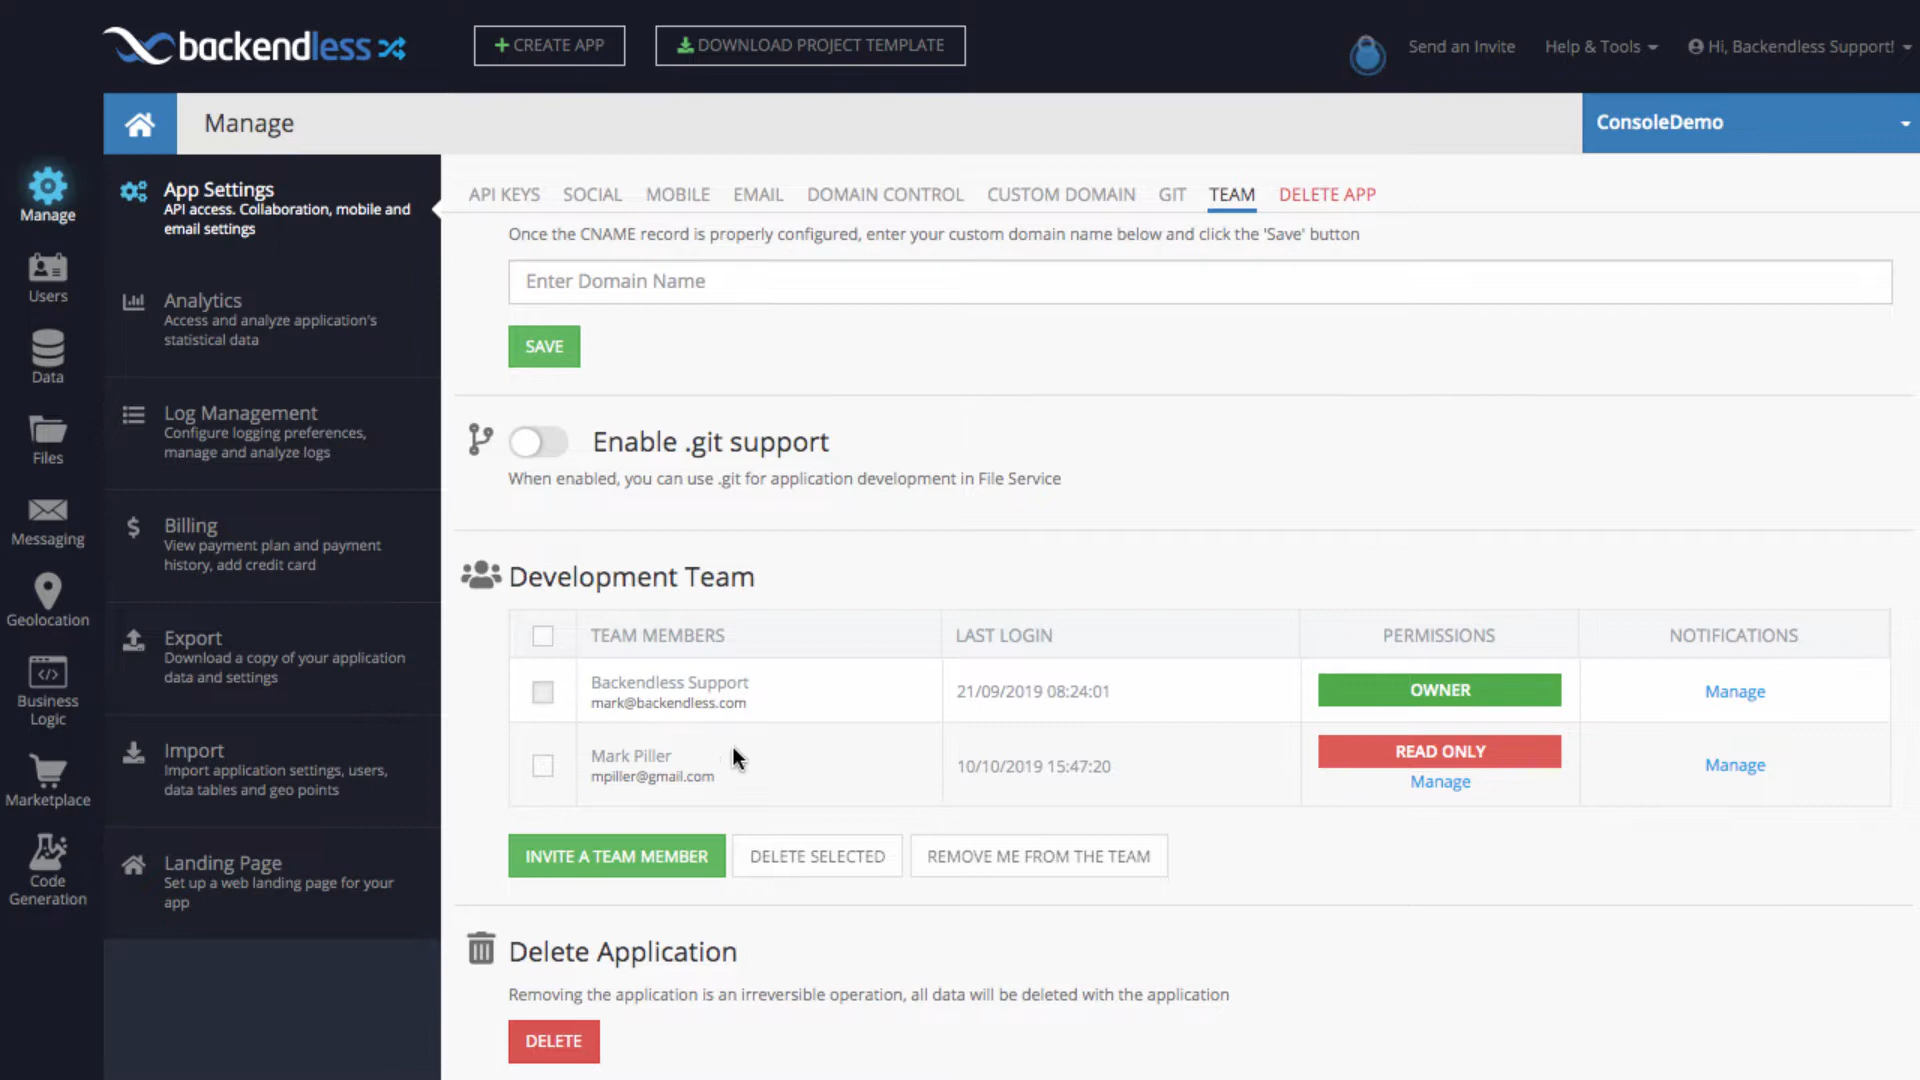 backendless
CREATE APP
DOWNLOAD PROJECT TEMPLATE
Send an Invite
Help & Tools
Hi, Backendless Support!
Manage
ConsoleDemo
Manage
Users
Data
Files
Messaging
Geolocation
Business
Logic
Marketplace
Code
Generation
App Settings
API access. Collaboration, mobile and
email settings
Analytics
Access and analyze application's
statistical data
Log Management
Configure logging preferences,
manage and analyze logs
Billing
View payment plan and payment
history, add credit card
Export
Download a copy of your application
data and settings
Import
Import application settings, users,
data tables and geo points
Landing Page
Set up a web landing page for your
app
API KEYS SOCIAL MOBILE EMAIL DOMAIN CONTROL CUSTOM DOMAIN GIT TEAM DELETE APP
Once the CNAME record is properly configured, enter your custom domain name below and click the 'Save' button
Enter Domain Name
SAVE
Enable .git support
When enabled, you can use .git for application development in File Service
Development Team
TEAM MEMBERS LAST LOGIN PERMISSIONS NOTIFICATIONS
Backendless Support
mark@backendless.com
21/09/2019 08:24:01
OWNER
Manage
Mark Piller
mpiller@gmail.com
10/10/2019 15:47:20
READ ONLY
Manage
Manage
INVITE A TEAM MEMBER
DELETE SELECTED
REMOVE ME FROM THE TEAM
Delete Application
Removing the application is an irreversible operation, all data will be deleted with the application
DELETE